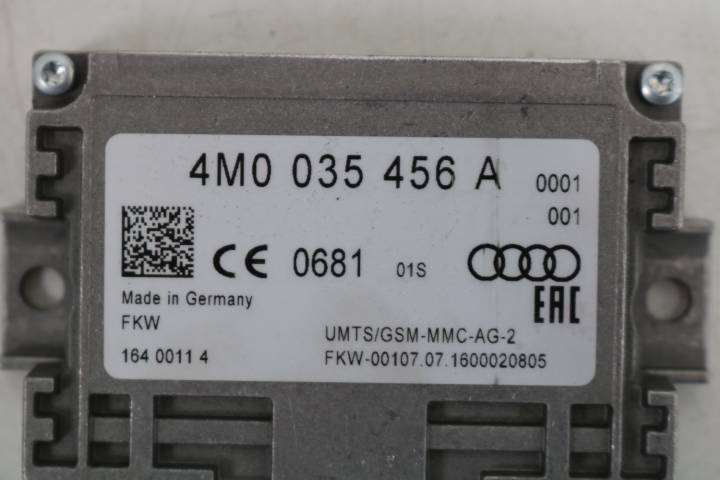 4M0 035 456 A 0001
001
CE 0681 01S
EAC
Made in Germany
FKW
UMTS/GSM-MMC-AG-2
164 0011 4
FKW-00107.07.1600020805